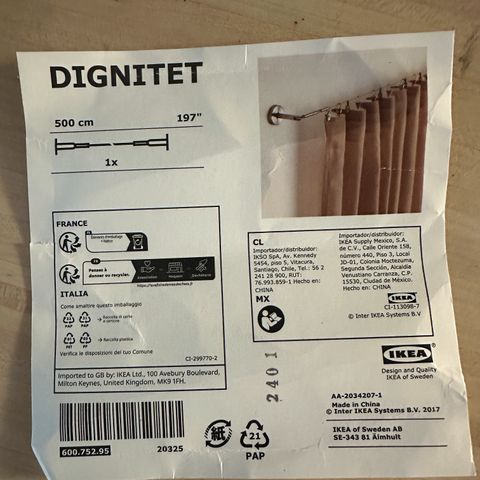 DIGNITET
500 cm 197"
1x
FRANCE
FR
Pensez à
donner ou recycler.
ITALIA
Come smaltire questo imballaggio
PAP PAP
Raccolta di carta
e cartone
PET PP
Raccolta plastica
Verifica le disposizioni del tuo Comune
CI-299770-2
Imported to GB by: IKEA Ltd., 100 Avebury Boulevard,
Milton Keynes, United Kingdom, MK9 1FH.
600.752.95 20325
CL
Importador/distribuidor:
IKSO SpA, Av. Kennedy
5454, piso 5, Vitacura,
Santiago, Chile, Tel.: 56 2
241 28 900, RUT:
76.993.859-1 Hecho en:
CHINA
MX
Importador/distribuidor:
IKEA Supply Mexico, S.A.
de C.V., Calle Oriente 158,
número 440, Piso 3, Local
JD-01, Colonia Moctezuma,
Segunda Sección, Alcaldía
Venustiano Carranza, C.P.
15530, Ciudad de México.
Hecho en: CHINA
IKEA
CI-113098-7
© Inter IKEA Systems B.V
2401
紙
21
PAP
IKEA
Design and Quality
IKEA of Sweden
AA-2034207-1
Made in China
© Inter IKEA Systems B.V. 2017
IKEA of Sweden AB
SE-343 81 Älmhult